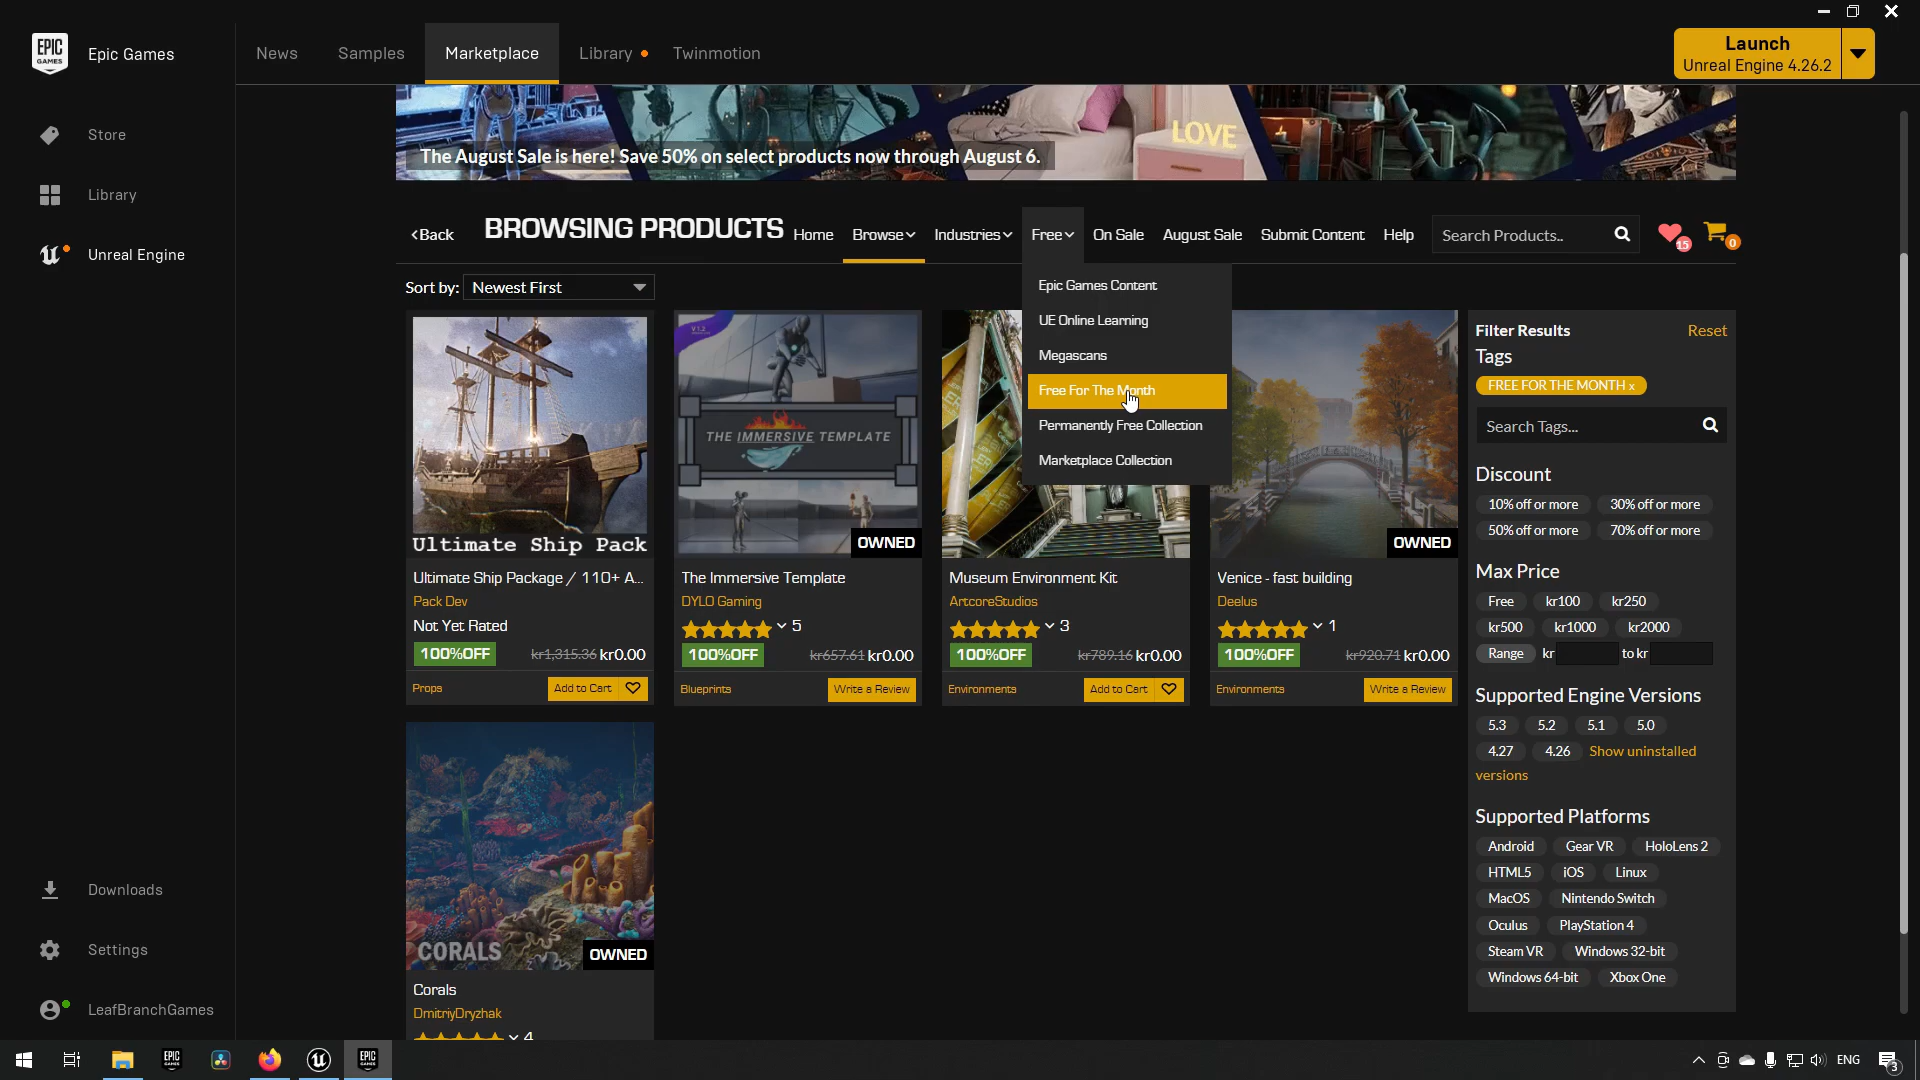 EPIC GAMES
Epic Games
News
Samples
Marketplace
Library
Twinmotion
Launch
Unreal Engine 4.26.2
Store
Library
Unreal Engine
Downloads
Settings
LeafBranchGames
LOVE
The August Sale is here! Save 50% on select products now through August 6.
<Back
BROWSING PRODUCTS
Home
Browse
Industries
Free
On Sale
August Sale
Submit Content
Help
Search Products..
15
0
Epic Games Content
UE Online Learning
Megascans
Free For The Month
Permanently Free Collection
Marketplace Collection
Sort by: Newest First
Ultimate Ship Pack
Ultimate Ship Package / 110+ A...
Pack Dev
Not Yet Rated
100%OFF kr1,315.36 kr0.00
Props Add to Cart
V1.2
THE IMMERSIVE TEMPLATE
OWNED
The Immersive Template
DYLO Gaming
5
100%OFF kr657.61 kr0.00
Blueprints Write a Review
Museum Environment Kit
ArtcoreStudios
3
100%OFF kr789.16 kr0.00
Environments Add to Cart
OWNED
Venice - fast building
Deelus
1
100%OFF kr920.71 kr0.00
Environments Write a Review
CORALS
OWNED
Corals
DmitriyDryzhak
4
Filter Results Reset
Tags
FREE FOR THE MONTH x
Search Tags...
Discount
10% off or more 30% off or more
50% off or more 70% off or more
Max Price
Free kr100 kr250
kr500 kr1000 kr2000
Range kr to kr
Supported Engine Versions
5.3 5.2 5.1 5.0
4.27 4.26 Show uninstalled
versions
Supported Platforms
Android Gear VR HoloLens 2
HTML5 iOS Linux
MacOS Nintendo Switch
Oculus PlayStation 4
Steam VR Windows 32-bit
Windows 64-bit Xbox One
EPIC GAMES
EPIC GAMES
ENG
3